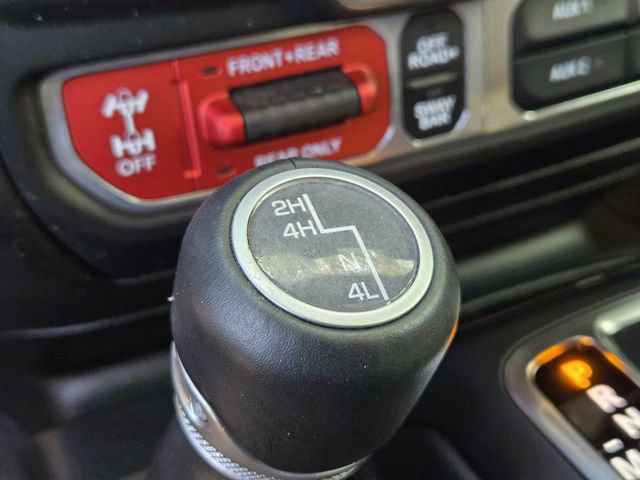 FRONT+REAR
OFF
REAR ONLY
OFF
ROAD+
SWAY
BAR
AUX 1
AUX 2
2H
4H
N
4L
P
R
N
M